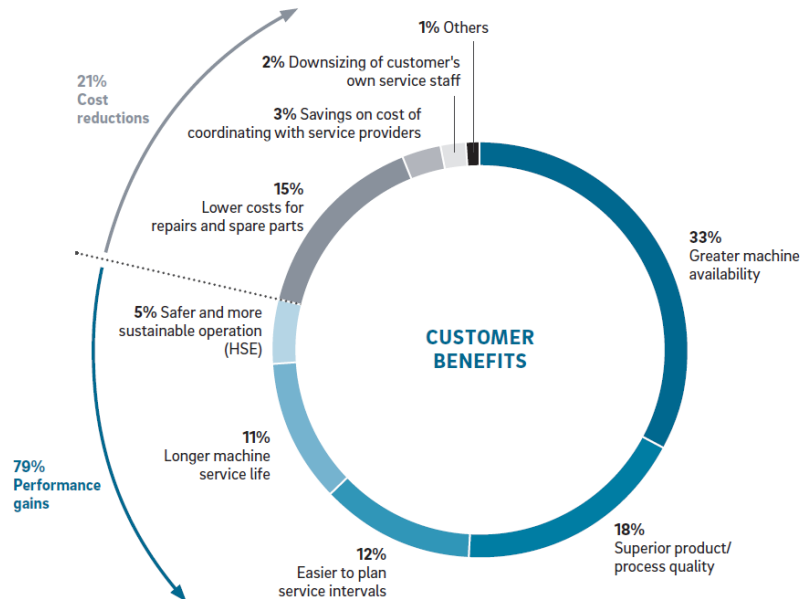 1% Others
2% Downsizing of customer's
own service staff
21%
Cost
reductions
3% Savings on cost of
coordinating with service providers
15%
Lower costs for
repairs and spare parts
33%
Greater machine
availability
5% Safer and more
sustainable operation
(HSE)
CUSTOMER
BENEFITS
11%
Longer machine
service life
79%
Performance
gains
18%
Superior product/
process quality
12%
Easier to plan
service intervals